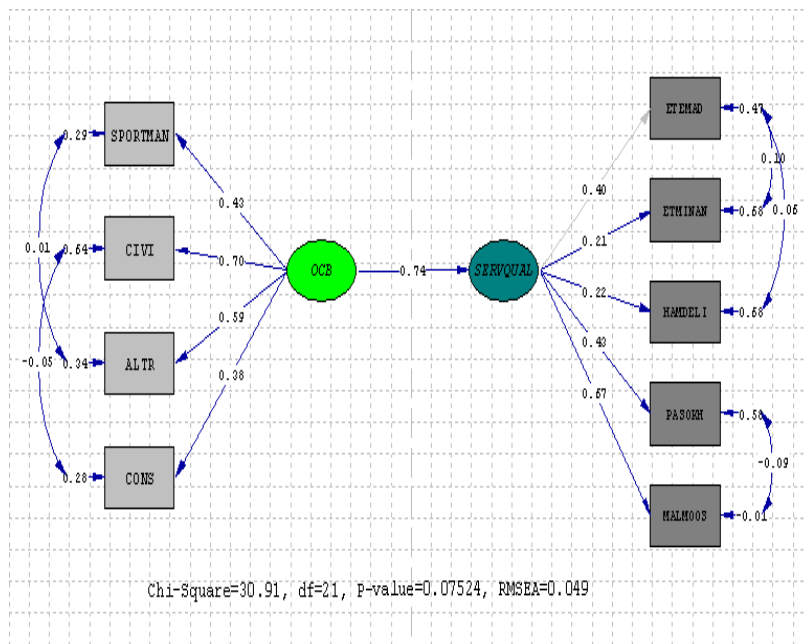 SPORTMAN
CIVI
ALTR
CONS
OCB
SERVQUAL
ETEMAD
ETMINAN
HAMDELI
PASOKH
MALMOOS
0.29
0.64
0.34
0.28
0.01
-0.05
0.43
0.70
0.59
0.38
0.74
0.40
0.21
0.22
0.43
0.67
0.47
0.68
0.68
0.58
-0.01
0.10
-0.09
Chi-Square=30.91, df=21, P-value=0.07524, RMSEA=0.049